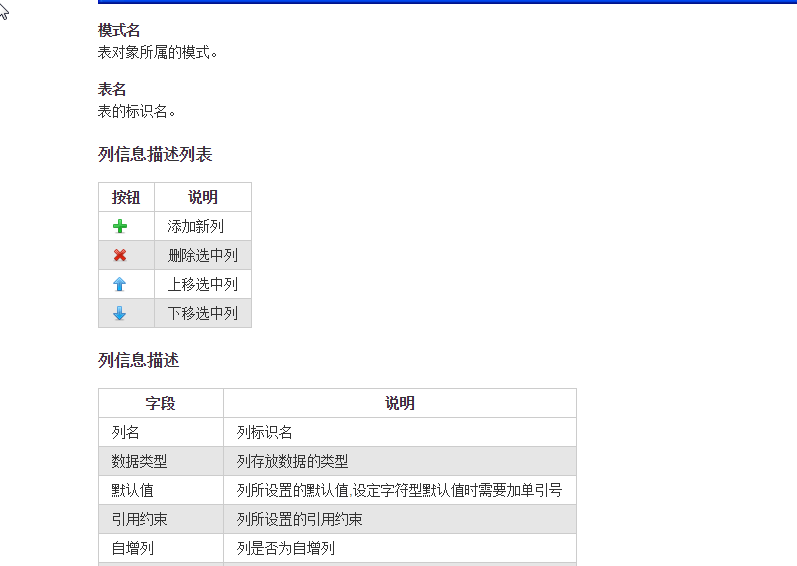 模式名
表对象所属的模式。
表名
表的标识名。
列信息描述列表
按钮 说明
添加新列
删除选中列
上移选中列
下移选中列
列信息描述
字段 说明
列名 列标识名
数据类型 列存放数据的类型
默认值 列所设置的默认值,设定字符型默认值时需要加单引号
引用约束 列所设置的引用约束
自增列 列是否为自增列